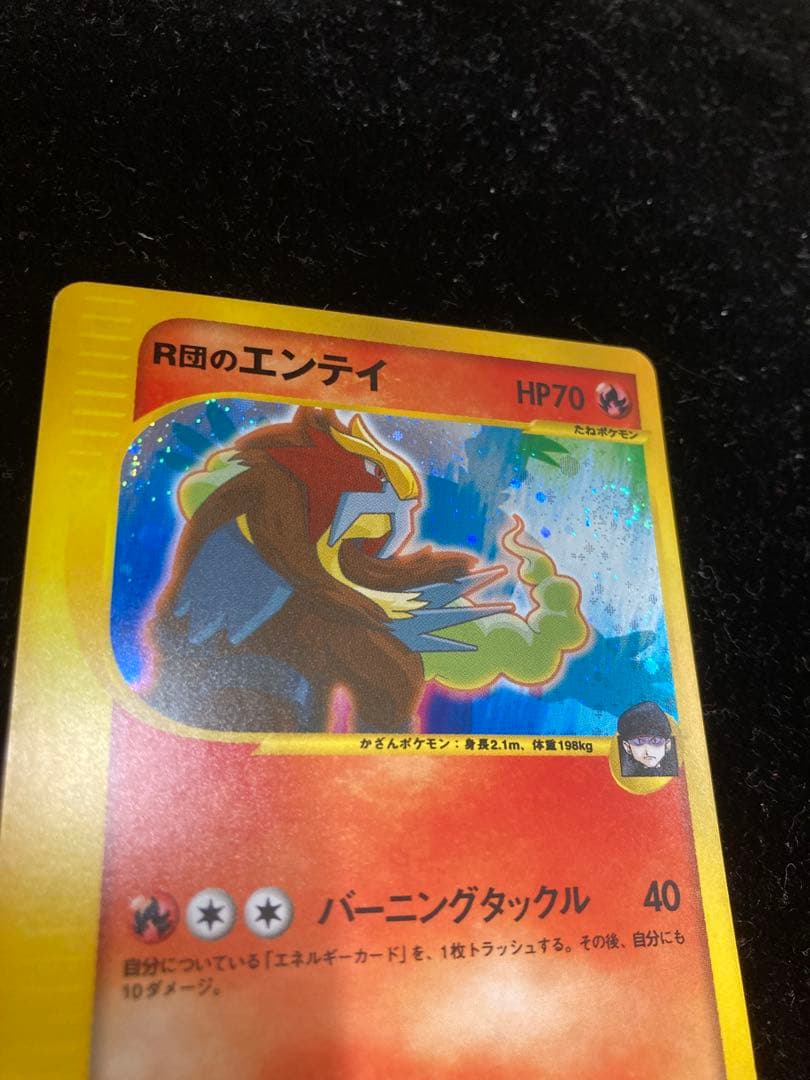 R団のエンテイ HP70
たねポケモン
かざんポケモン：身長2.1m、体重198kg
バーニングタックル 40
自分についている「エネルギーカード」を、1枚トラッシュする。その後、自分にも
10ダメージ。